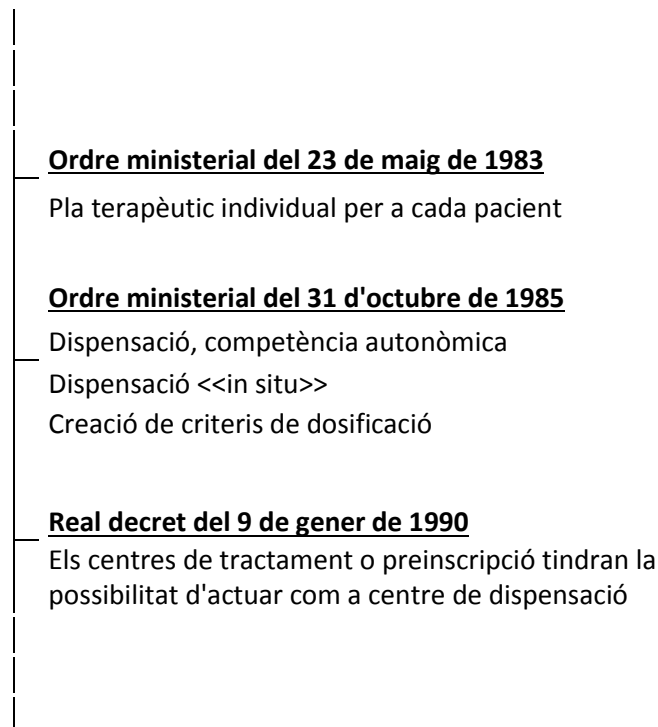 Ordre ministerial del 23 de maig de 1983
Pla terapèutic individual per a cada pacient
Ordre ministerial del 31 d'octubre de 1985
Dispensació, competència autonòmica
Dispensació <<in situ>>
Creació de criteris de dosificació
Real decret del 9 de gener de 1990
Els centres de tractament o preinscripció tindran la
possibilitat d'actuar com a centre de dispensació